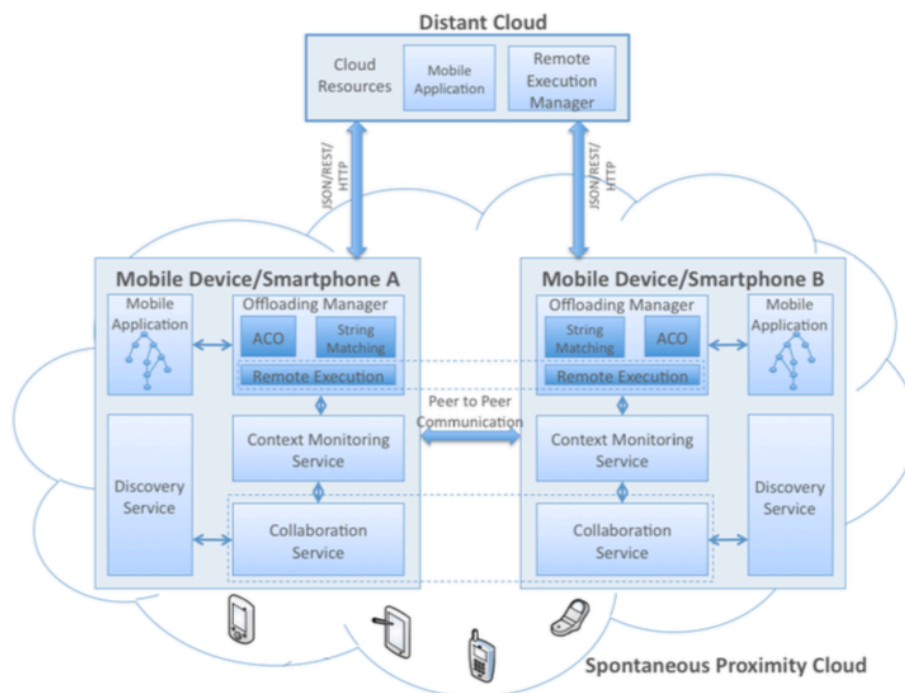 Distant Cloud
Cloud
Resources
Mobile
Application
Remote
Execution
Manager
JSON/REST/
HTTP
JSON/REST/
HTTP
Mobile Device/Smartphone A
Mobile
Application
Offloading Manager
ACO
String
Matching
Remote Execution
Context Monitoring
Service
Discovery
Service
Collaboration
Service
Peer to Peer
Communication
Mobile Device/Smartphone B
Offloading Manager
String
Matching
ACO
Remote Execution
Mobile
Application
Context Monitoring
Service
Collaboration
Service
Discovery
Service
Spontaneous Proximity Cloud